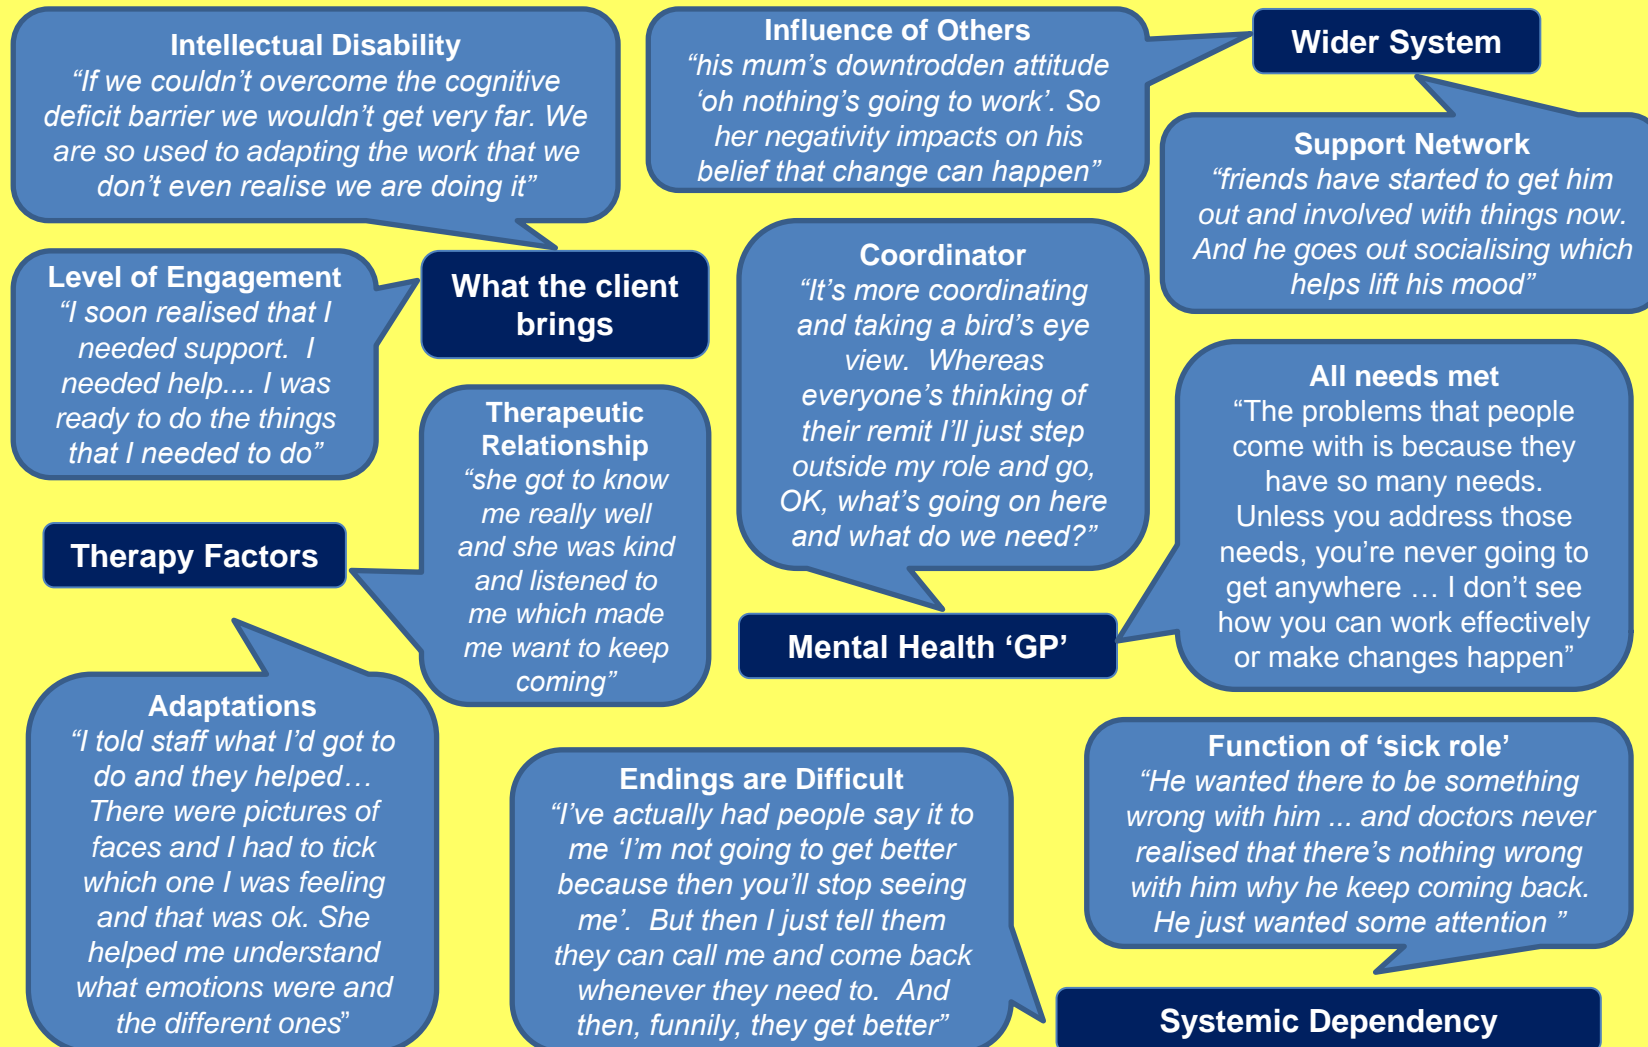 Intellectual Disability
“If we couldn’t overcome the cognitive
deficit barrier we wouldn’t get very far. We
are so used to adapting the work that we
don’t even realise we are doing it”
Influence of Others
“his mum’s downtrodden attitude
‘oh nothing’s going to work’. So
her negativity impacts on his
belief that change can happen”
Wider System
Support Network
“friends have started to get him
out and involved with things now.
And he goes out socialising which
helps lift his mood”
Level of Engagement
“I soon realised that I
needed support.  I
needed help.... I was
ready to do the things
that I needed to do”
What the client
brings
Coordinator
“It’s more coordinating
and taking a bird’s eye
view.  Whereas
everyone’s thinking of
their remit I’ll just step
outside my role and go,
OK, what’s going on here
and what do we need?”
All needs met
“The problems that people
come with is because they
have so many needs.
Unless you address those
needs, you’re never going to
get anywhere … I don’t see
how you can work effectively
or make changes happen”
Therapeutic
Relationship
“she got to know
me really well
and she was kind
and listened to
me which made
me want to keep
coming”
Therapy Factors
Mental Health ‘GP’
Adaptations
“I told staff what I’d got to
do and they helped…
There were pictures of
faces and I had to tick
which one I was feeling
and that was ok. She
helped me understand
what emotions were and
the different ones”
Endings are Difficult
“I’ve actually had people say it to
me ‘I’m not going to get better
because then you’ll stop seeing
me’.  But then I just tell them
they can call me and come back
whenever they need to.  And
then, funnily, they get better”
Function of ‘sick role’
“He wanted there to be something
wrong with him ... and doctors never
realised that there’s nothing wrong
with him why he keep coming back.
He just wanted some attention ”
Systemic Dependency